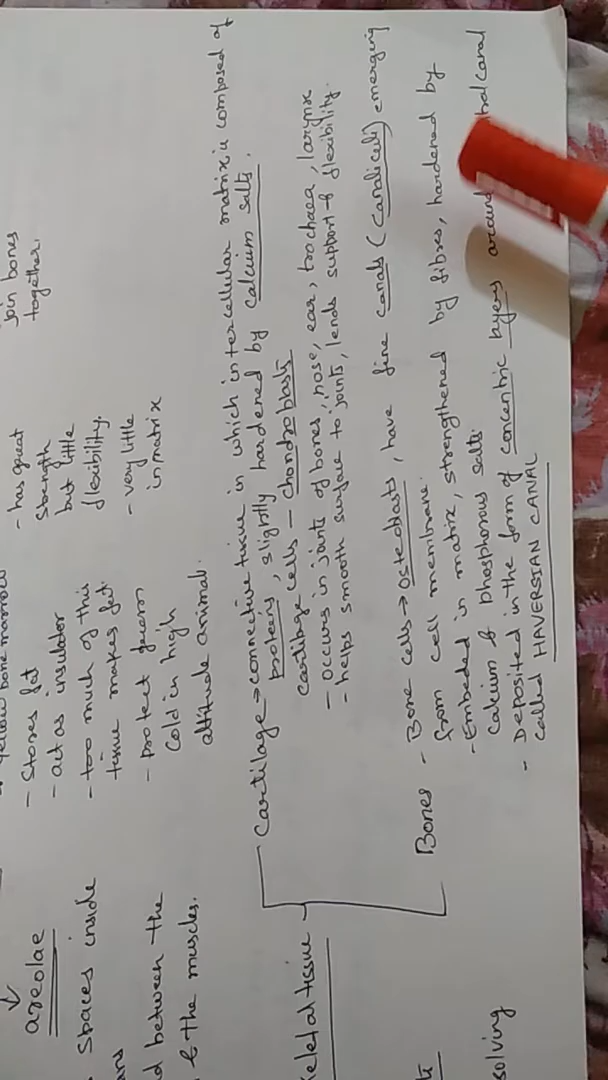 areolae
Spaces inside
d between the
& the muscles.
yellow bone marrow
- Stores fat
- act as insulator
- too much of this
tissue makes fat.
- protect from
cold in high
altitude animal.
join bones
together.
- has great
strength
but little
flexibility.
- very little
in matrix
keletal tissue
Cartilage → connective tissue in which intercellular matrix is composed of
proteins, slightly hardened by calcium salts.
cartilage cells - chondroblasts
- occurs in joints of bones, nose, ear, trachaea, larynx
- helps smooth surface to joints, lends support & flexibility.
Bones - Bone cells → osteoblasts, have fine canals (canaliculi) emerging
from cell membrane.
- Embeded in matrix, strengthened by fibres, hardened by
calcium & phosphorous salts.
- Deposited in the form of concentric layers around canal
called HAVERSIAN CANAL
solving